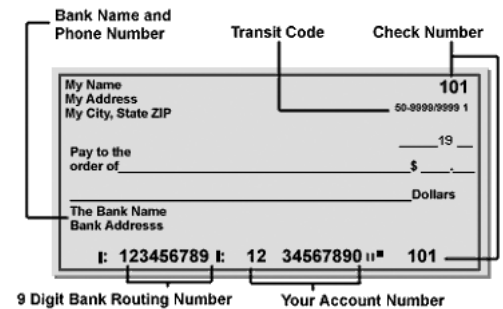 Bank Name and
Phone Number
Transit Code
Check Number
My Name
My Address
My City, State ZIP
101
50-9999/9999 1
19
Pay to the
order of
$
Dollars
The Bank Name
Bank Addresss
123456789 12 34567890 101
9 Digit Bank Routing Number
Your Account Number